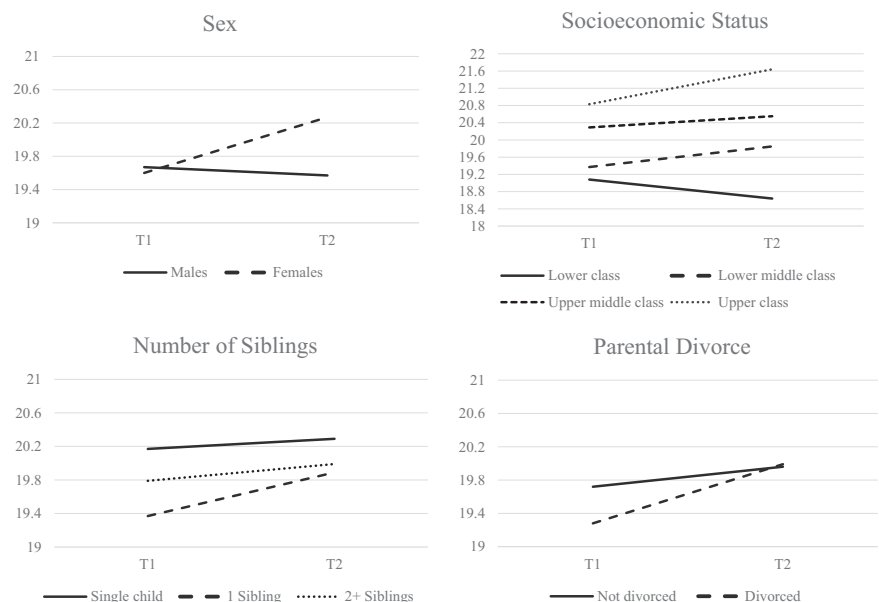 Sex
21
20.6
20.2
19.8
19.4
19
T1 T2
Males Females
Socioeconomic Status
22
21.6
21.2
20.8
20.4
20
19.6
19.2
18.8
18.4
18
T1 T2
Lower class Lower middle class
Upper middle class Upper class
Number of Siblings
21
20.6
20.2
19.8
19.4
19
T1 T2
Single child 1 Sibling 2+ Siblings
Parental Divorce
21
20.6
20.2
19.8
19.4
19
T1 T2
Not divorced Divorced